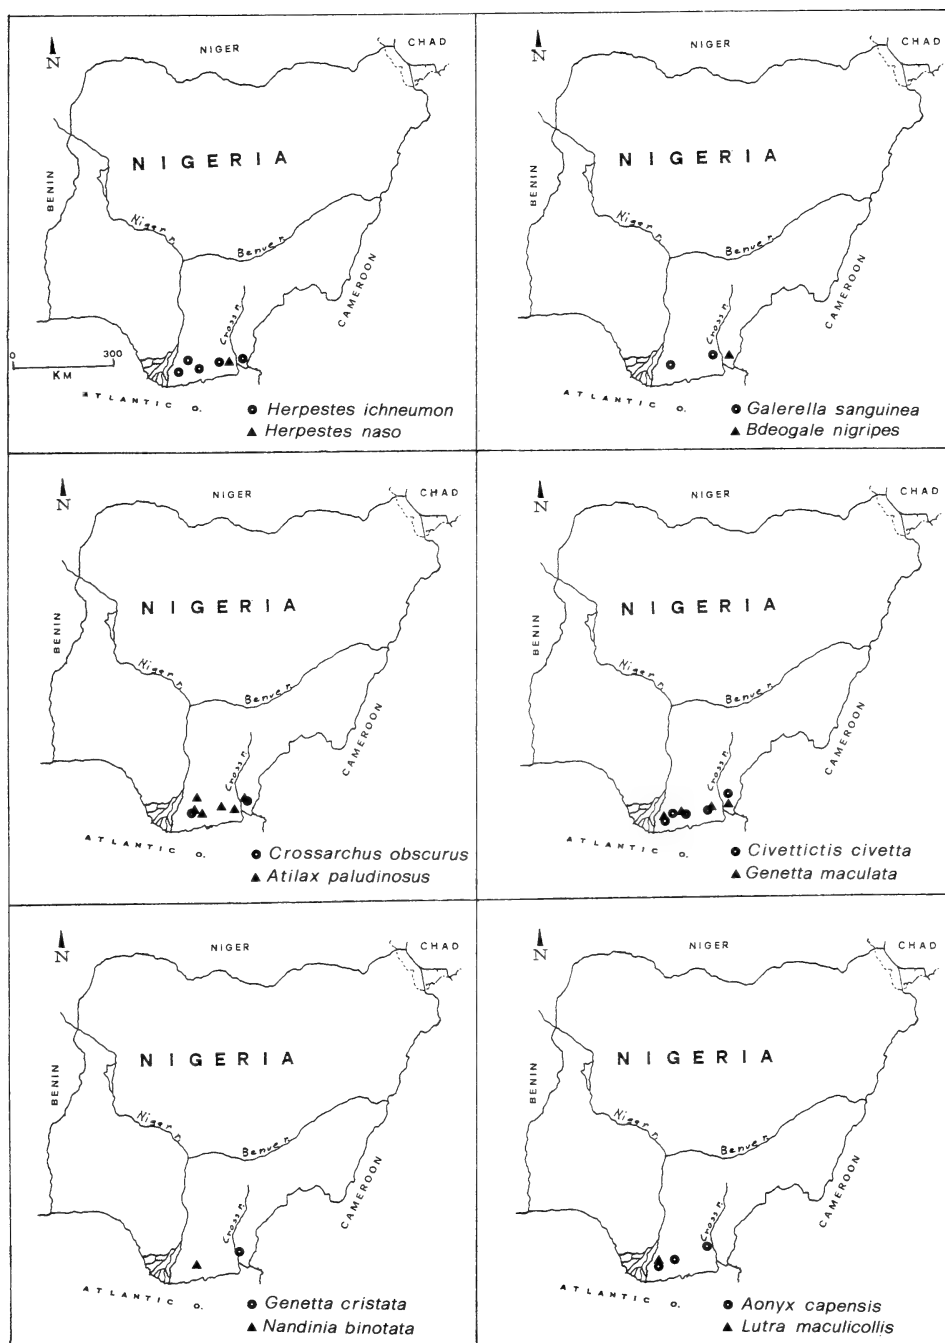 N
NIGER
CHAD
NIGERIA
BENIN
Niger r.
Benue r.
CAMEROON
Cross r.
0 300
KM
ATLANTIC O.
Herpestes ichneumon
Herpestes naso
N
NIGER
CHAD
NIGERIA
BENIN
Niger r.
Benue r.
CAMEROON
Cross r.
ATLANTIC O.
Galerella sanguinea
Bdeogale nigripes
N
NIGER
CHAD
NIGERIA
BENIN
Niger r.
Benue r.
CAMEROON
Cross r.
ATLANTIC O.
Crossarchus obscurus
Atilax paludinosus
N
NIGER
CHAD
NIGERIA
BENIN
Niger r.
Benue r.
CAMEROON
Cross r.
ATLANTIC O.
Civettictis civetta
Genetta maculata
N
NIGER
CHAD
NIGERIA
BENIN
Niger r.
Benue r.
CAMEROON
Cross r.
ATLANTIC O.
Genetta cristata
Nandinia binotata
N
NIGER
CHAD
NIGERIA
BENIN
Niger r.
Benue r.
CAMEROON
Cross r.
ATLANTIC O.
Aonyx capensis
Lutra maculicollis